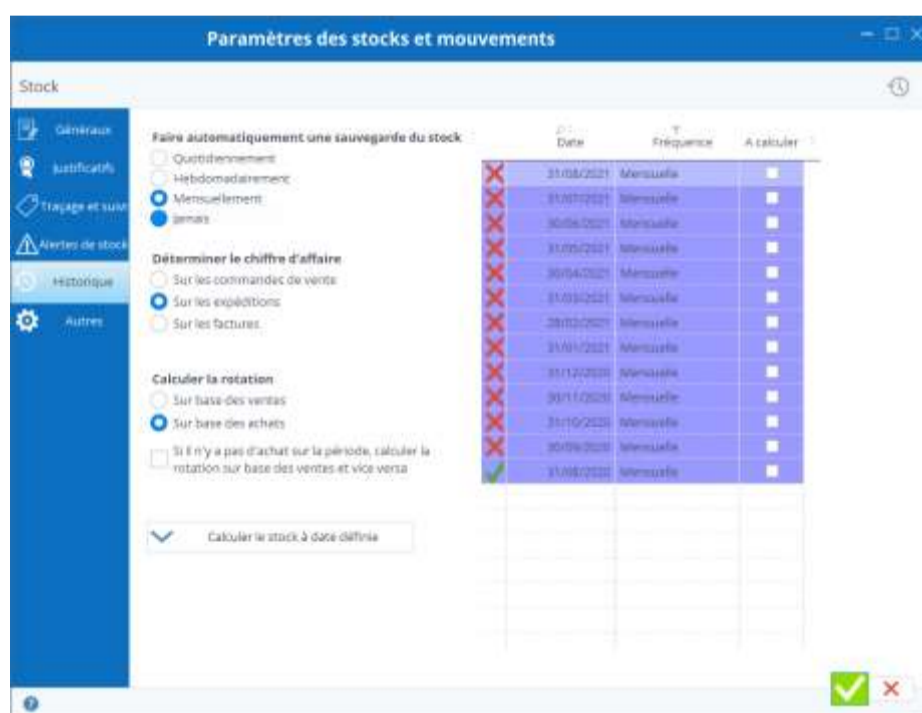 Paramètres des stocks et mouvements
Stock
Généraux
Justificatifs
Traçage et suivi
Alertes de stock
Historique
Autres
Faire automatiquement une sauvegarde du stock
Quotidiennement
Hebdomadairement
Mensuellement
Jamais
Déterminer le chiffre d'affaire
Sur les commandes de vente
Sur les expéditions
Sur les factures
Calculer la rotation
Sur base des ventes
Sur base des achats
Si il n'y a pas d'achat sur la période, calculer la
rotation sur base des ventes et vice versa
Calculer le stock à date définie
Date Fréquence A calculer
31/08/2021 Mensuelle
31/07/2021 Mensuelle
30/06/2021 Mensuelle
31/05/2021 Mensuelle
30/04/2021 Mensuelle
31/03/2021 Mensuelle
28/02/2021 Mensuelle
31/01/2021 Mensuelle
31/12/2020 Mensuelle
30/11/2020 Mensuelle
31/10/2020 Mensuelle
30/09/2020 Mensuelle
31/08/2020 Mensuelle